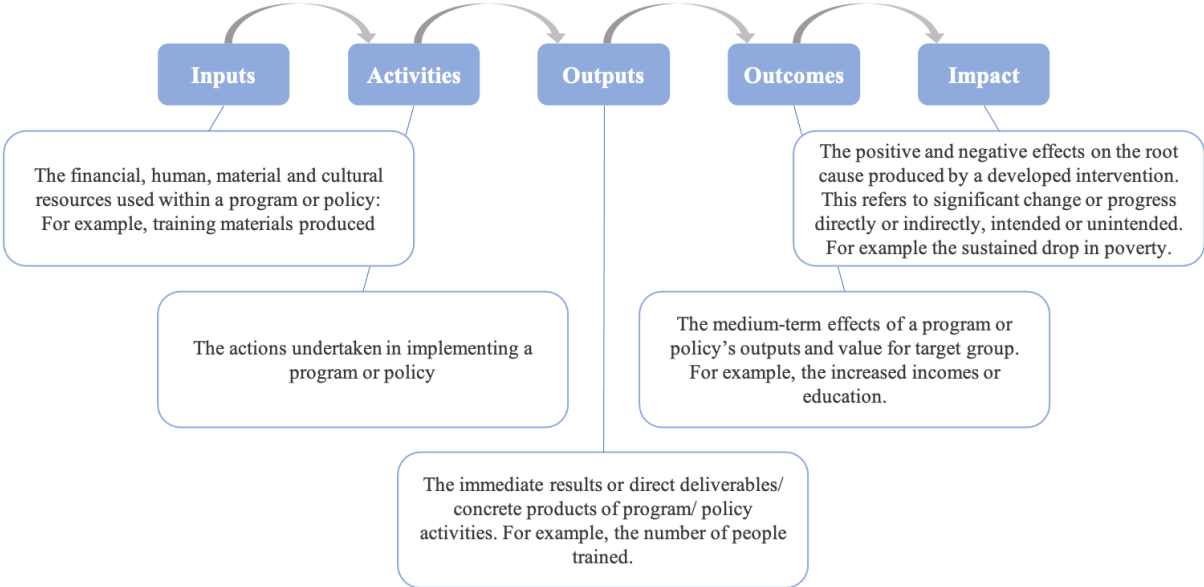 Inputs
Activities
Outputs
Outcomes
Impact
The financial, human, material and cultural
resources used within a program or policy:
For example, training materials produced
The positive and negative effects on the root
cause produced by a developed intervention.
This refers to significant change or progress
directly or indirectly, intended or unintended.
For example the sustained drop in poverty.
The actions undertaken in implementing a
program or policy
The medium-term effects of a program or
policy’s outputs and value for target group.
For example, the increased incomes or
education.
The immediate results or direct deliverables/
concrete products of program/ policy
activities. For example, the number of people
trained.